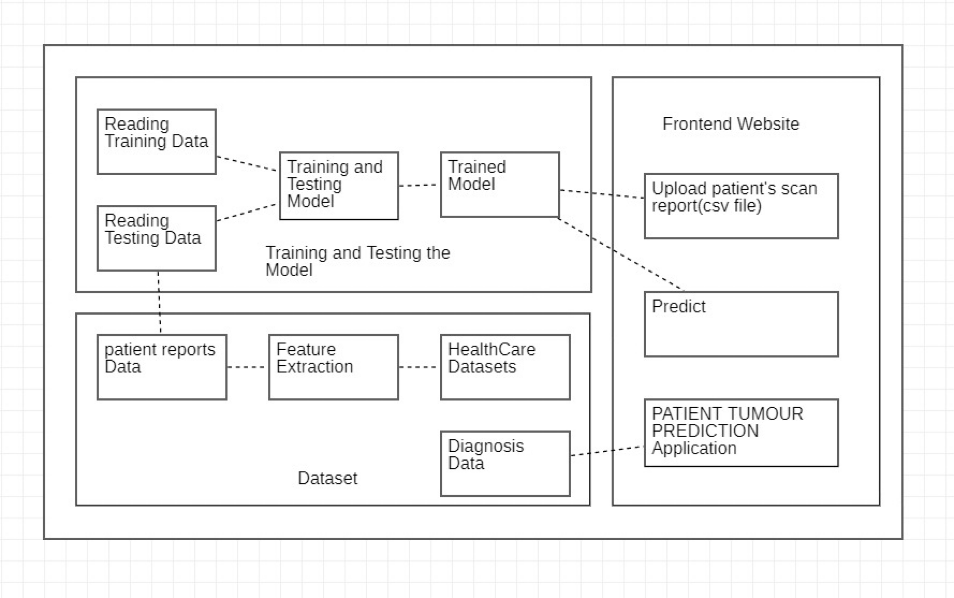 Reading
Training Data
Reading
Testing Data
Training and
Testing
Model
Trained
Model
Training and Testing the
Model
patient reports
Data
Feature
Extraction
HealthCare
Datasets
Diagnosis
Data
Dataset
Frontend Website
Upload patient's scan
report(csv file)
Predict
PATIENT TUMOUR
PREDICTION
Application